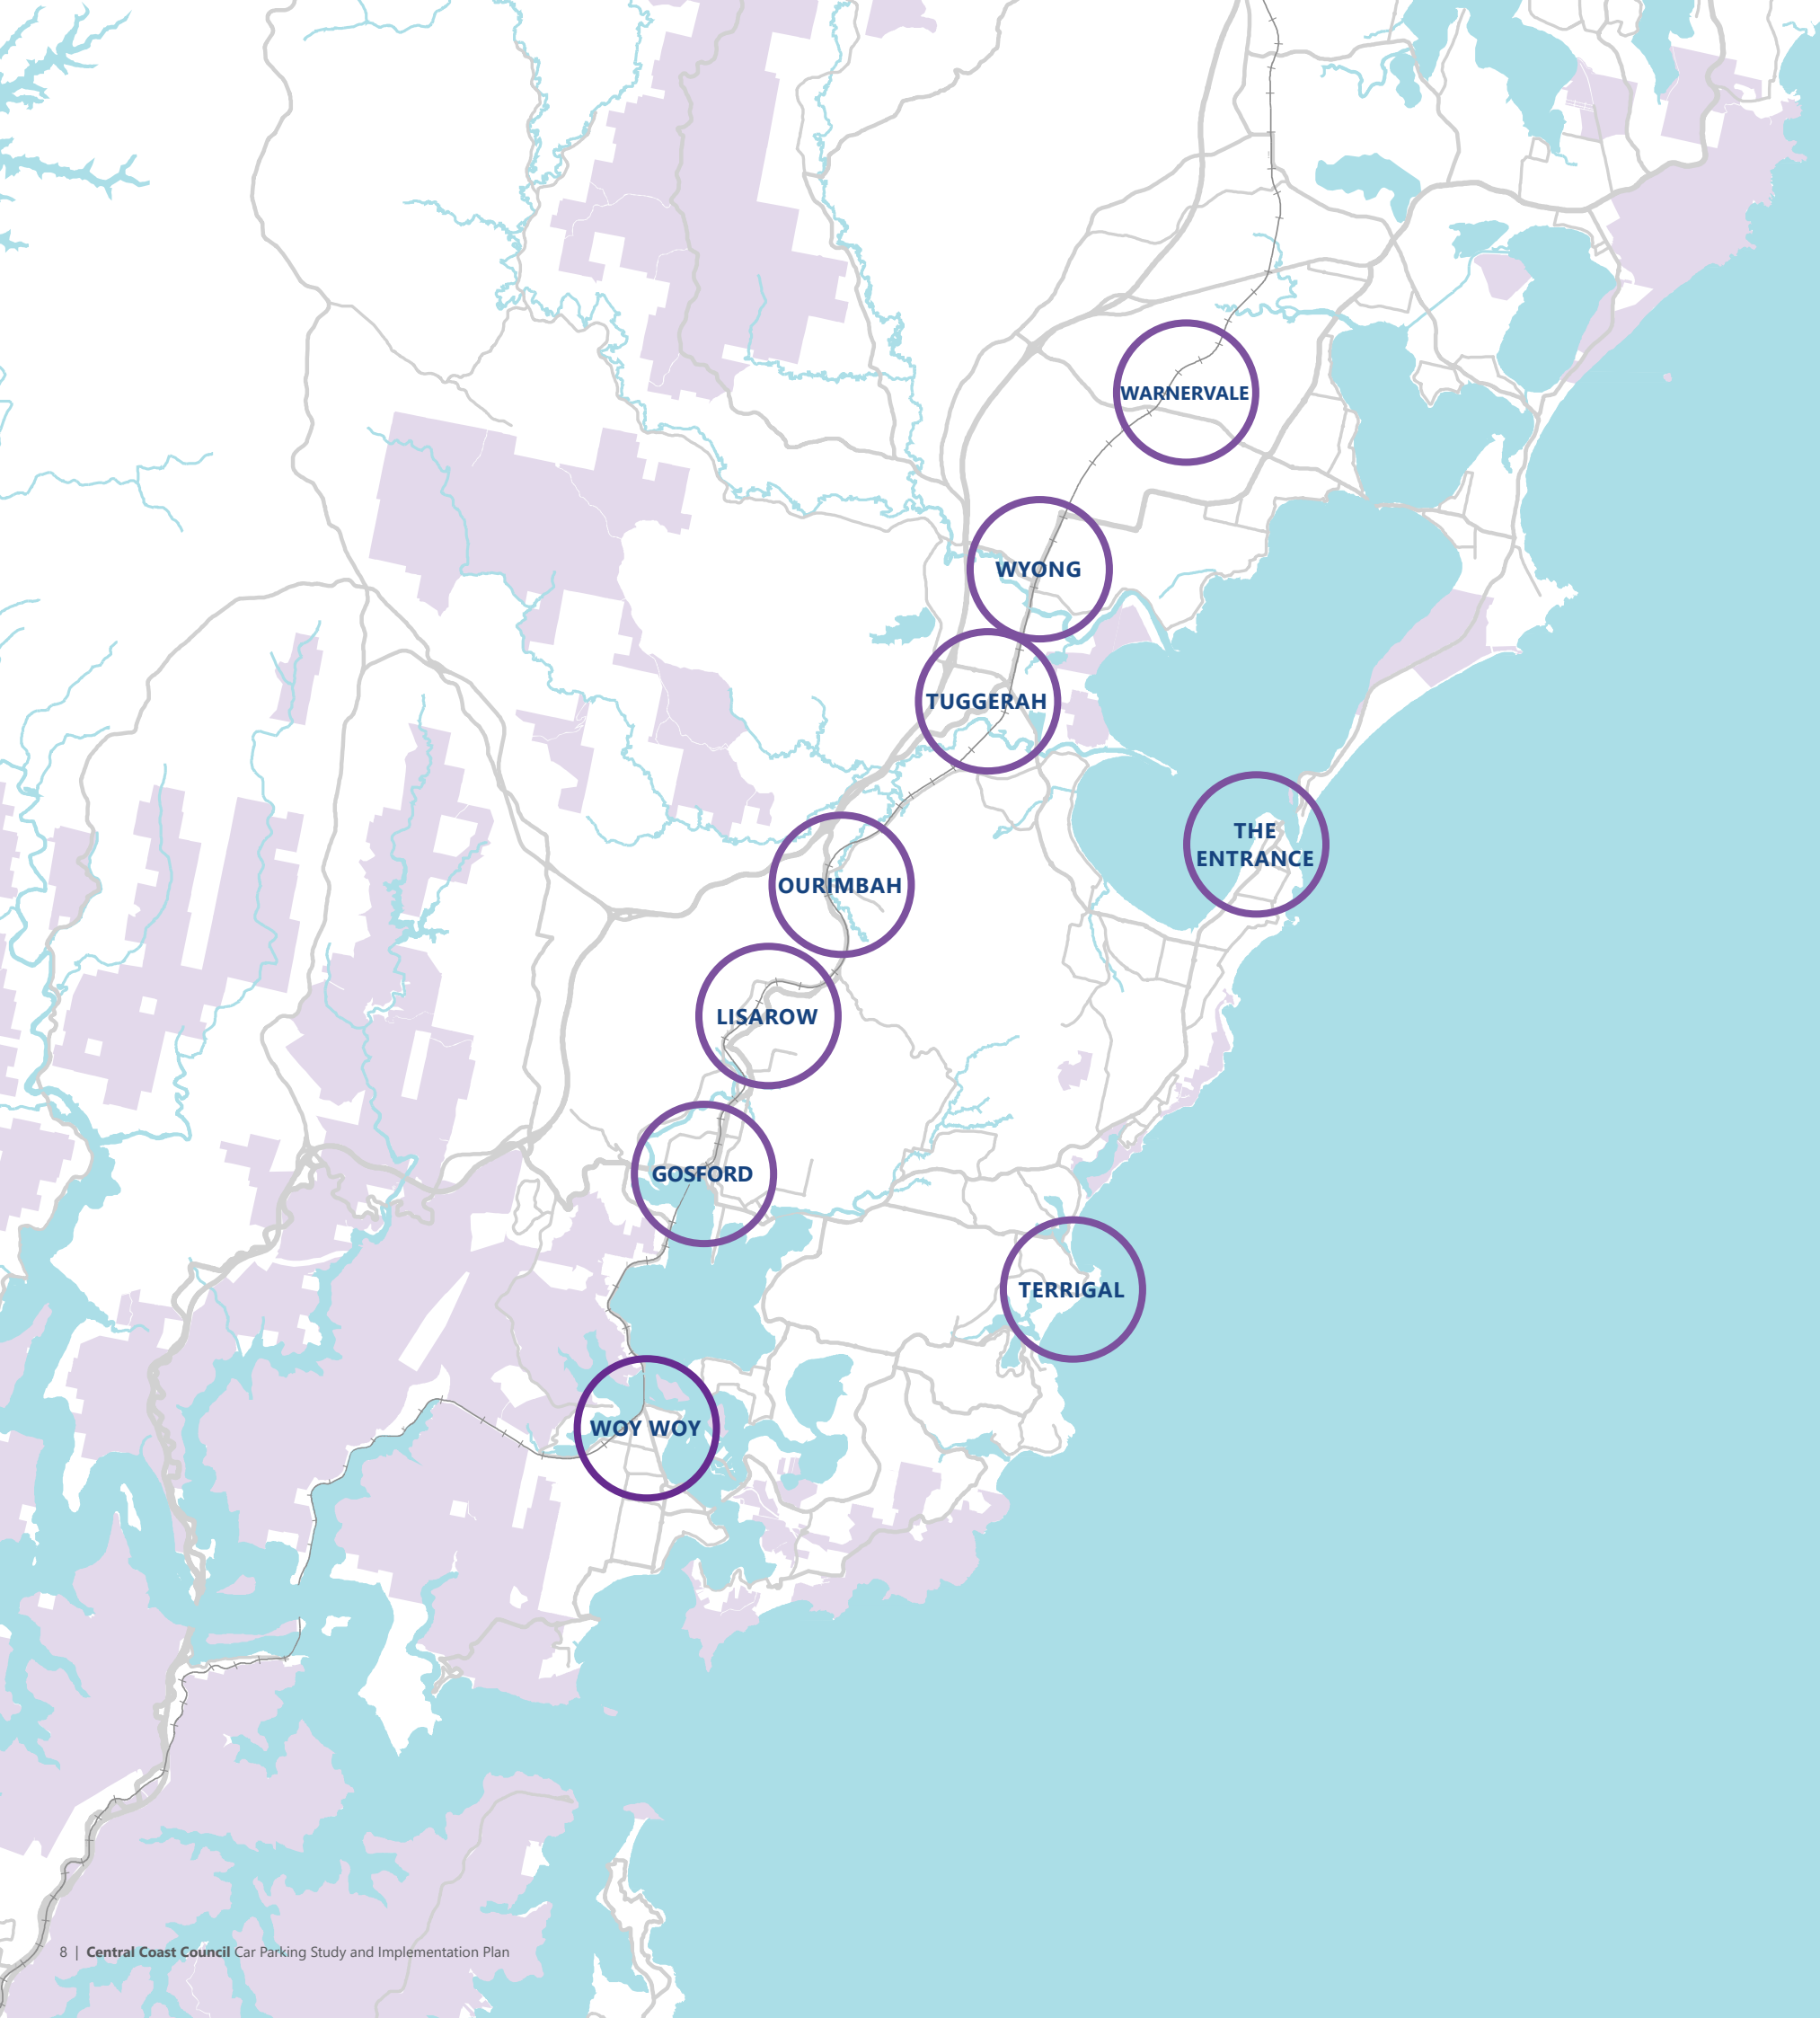 WARNERVALE
WYONG
TUGGERAH
THE
ENTRANCE
OURIMBAH
LISAROW
GOSFORD
TERRIGAL
WOY WOY
8 | Central Coast Council Car Parking Study and Implementation Plan